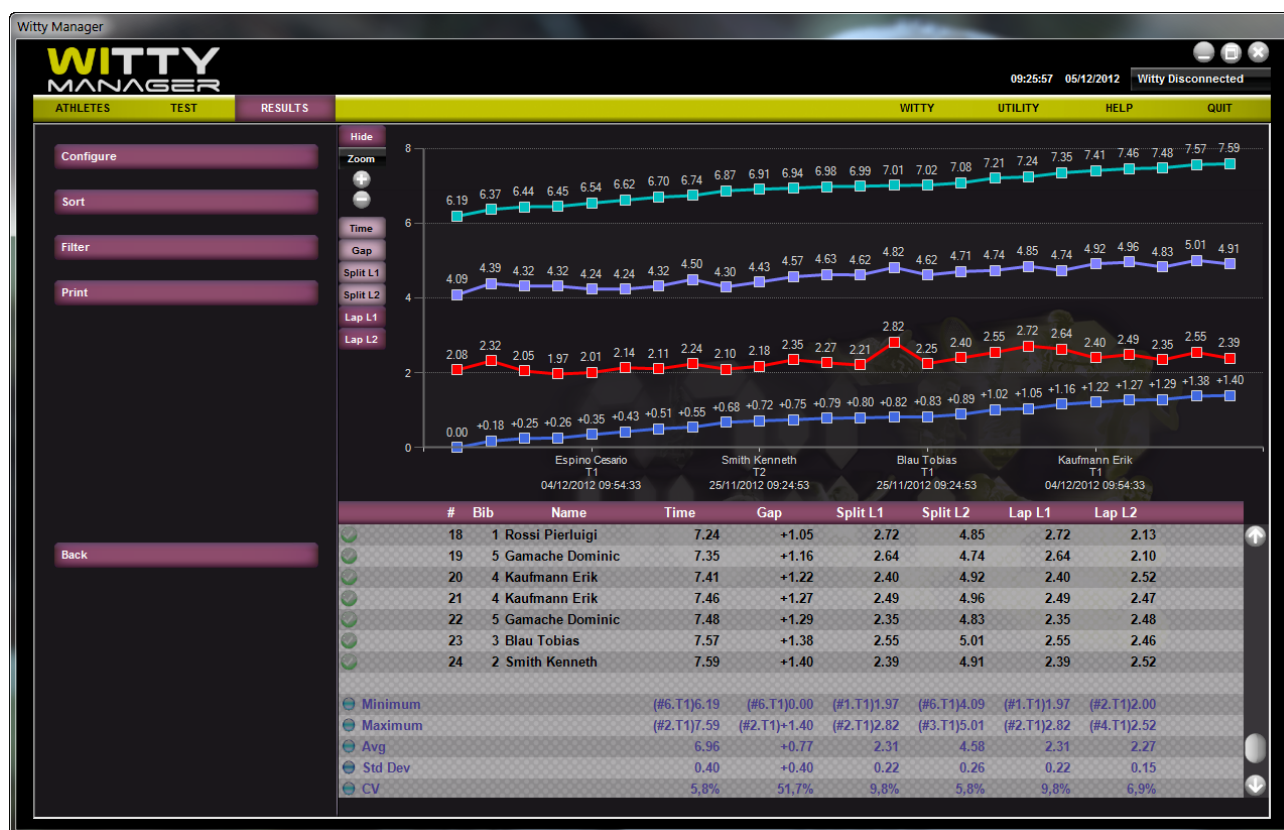 Witty Manager
WITTY
MANAGER
09:25:57 05/12/2012 Witty Disconnected
ATHLETES TEST RESULTS WITTY UTILITY HELP QUIT
Configure
Sort
Filter
Print
Back
Hide
Zoom
Time
Gap
Split L1
Split L2
Lap L1
Lap L2
8
6.19 6.37 6.44 6.45 6.54 6.62 6.70 6.74 6.87 6.91 6.94 6.98 6.99 7.01 7.02 7.08 7.21 7.24 7.35 7.41 7.46 7.48 7.57 7.59
6
4.09 4.39 4.32 4.32 4.24 4.24 4.32 4.50 4.30 4.43 4.57 4.63 4.62 4.82 4.62 4.71 4.74 4.85 4.74 4.92 4.96 4.83 5.01 4.91
4
2.08 2.32 2.05 1.97 2.01 2.14 2.11 2.24 2.10 2.18 2.35 2.27 2.21 2.82 2.25 2.40 2.55 2.72 2.64 2.40 2.49 2.35 2.55 2.39
2
0.00 +0.18 +0.25 +0.26 +0.35 +0.43 +0.51 +0.55 +0.68 +0.72 +0.75 +0.79 +0.80 +0.82 +0.83 +0.89 +1.02 +1.05 +1.16 +1.22 +1.27 +1.29 +1.38 +1.40
0
Espino Cesario Smith Kenneth Blau Tobias Kaufmann Erik
T1 T2 T1 T1
04/12/2012 09:54:33 25/11/2012 09:24:53 25/11/2012 09:24:53 04/12/2012 09:54:33
# Bib Name Time Gap Split L1 Split L2 Lap L1 Lap L2
18 1 Rossi Pierluigi 7.24 +1.05 2.72 4.85 2.72 2.13
19 5 Gamache Dominic 7.35 +1.16 2.64 4.74 2.64 2.10
20 4 Kaufmann Erik 7.41 +1.22 2.40 4.92 2.40 2.52
21 4 Kaufmann Erik 7.46 +1.27 2.49 4.96 2.49 2.47
22 5 Gamache Dominic 7.48 +1.29 2.35 4.83 2.35 2.48
23 3 Blau Tobias 7.57 +1.38 2.55 5.01 2.55 2.46
24 2 Smith Kenneth 7.59 +1.40 2.39 4.91 2.39 2.52
Minimum (#6.T1)6.19 (#6.T1)0.00 (#1.T1)1.97 (#6.T1)4.09 (#1.T1)1.97 (#2.T1)2.00
Maximum (#2.T1)7.59 (#2.T1)+1.40 (#2.T1)2.82 (#3.T1)5.01 (#2.T1)2.82 (#4.T1)2.52
Avg 6.96 +0.77 2.31 4.58 2.31 2.27
Std Dev 0.40 +0.40 0.22 0.26 0.22 0.15
CV 5,8% 51,7% 9,8% 5,8% 9,8% 6,9%